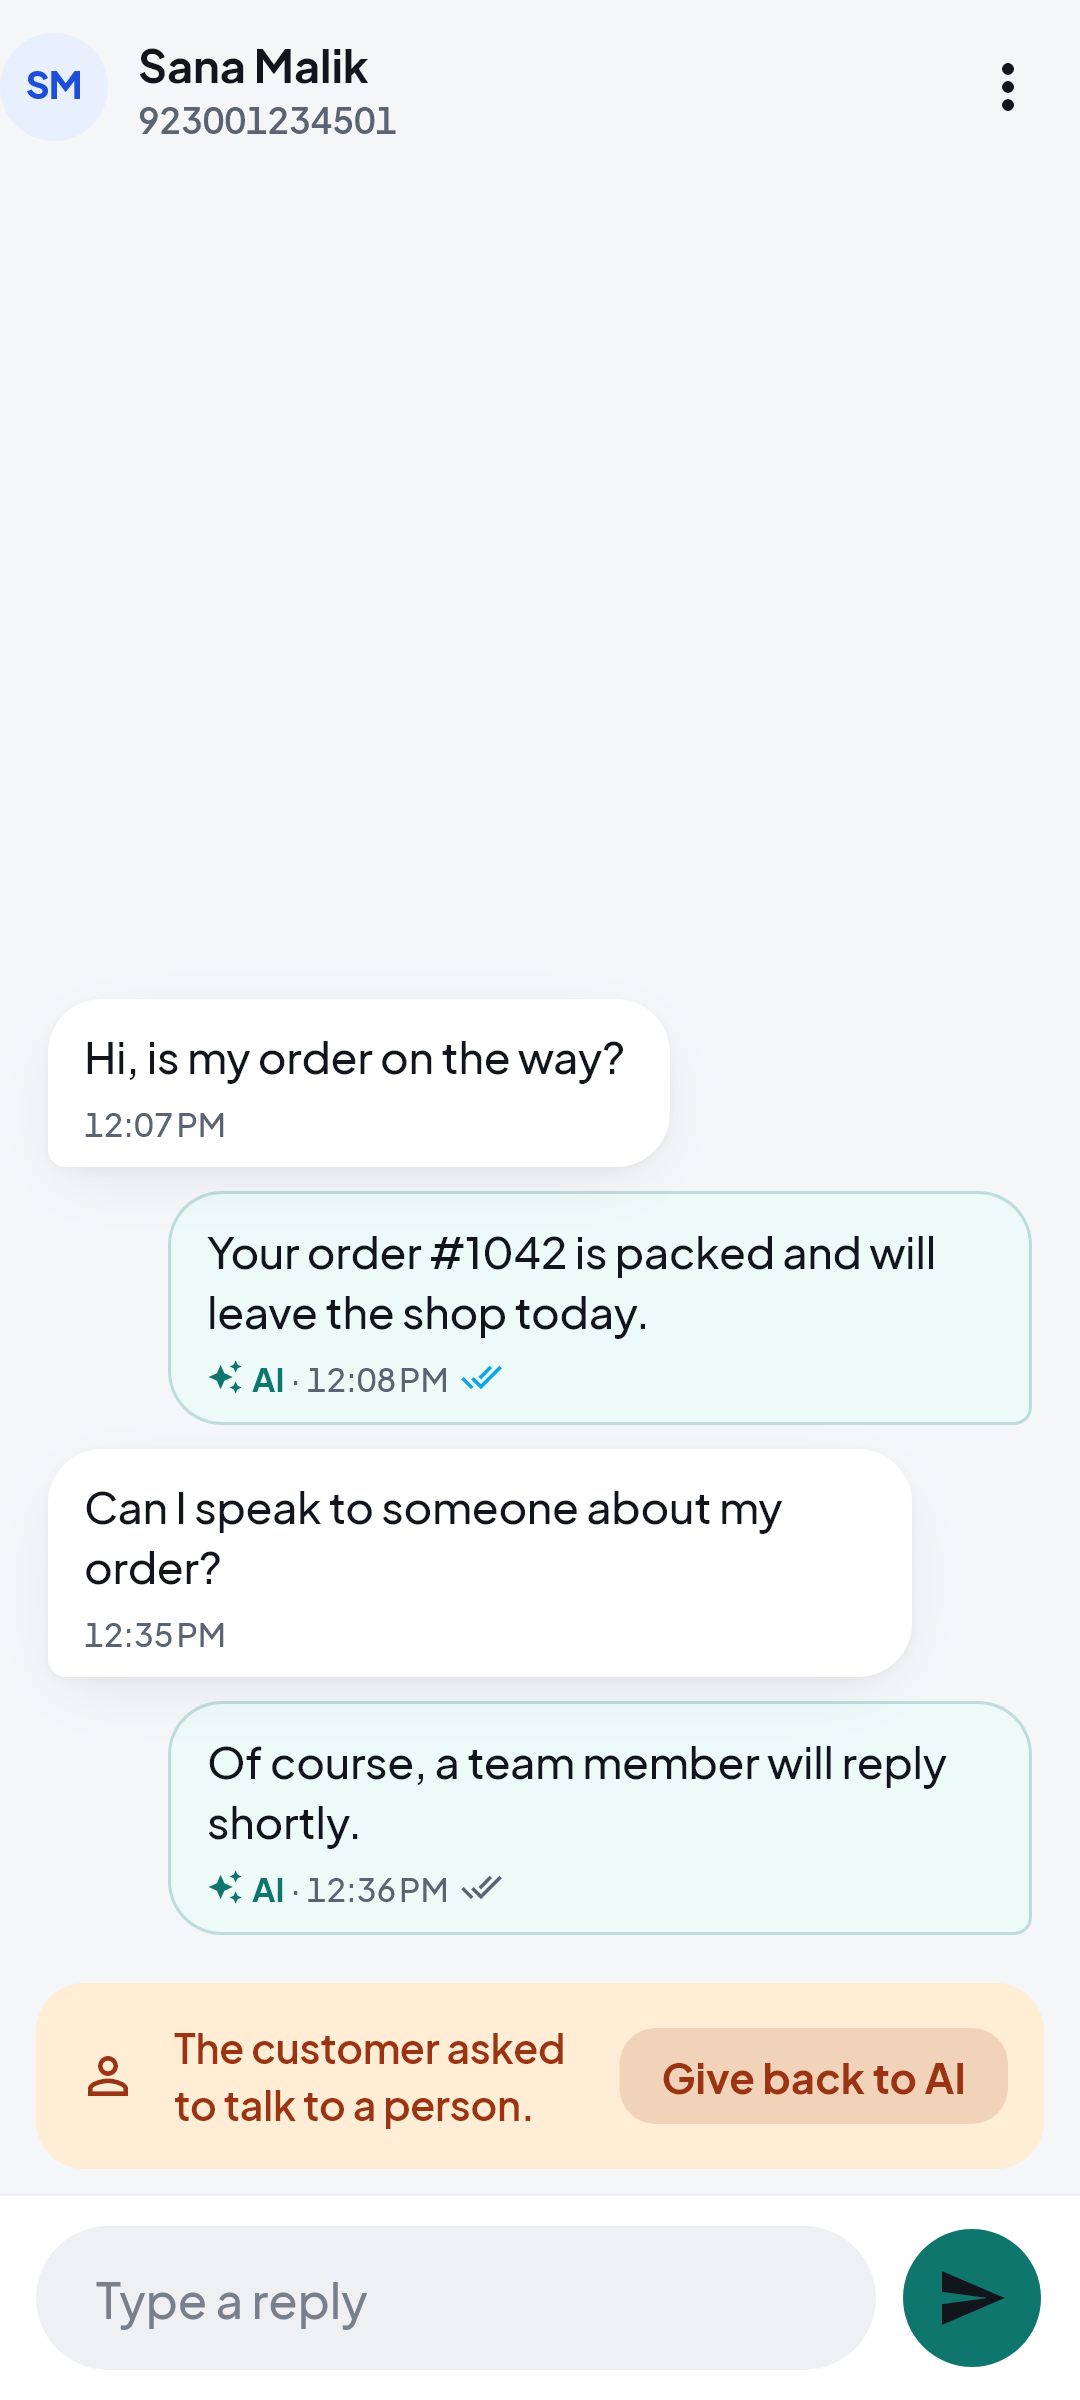 SM
Sana Malik
923001234501
Hi, is my order on the way?
12:07 PM
Your order #1042 is packed and will
leave the shop today.
AI · 12:08 PM
Can I speak to someone about my
order?
12:35 PM
Of course, a team member will reply
shortly.
AI · 12:36 PM
The customer asked
to talk to a person.
Give back to AI
Type a reply